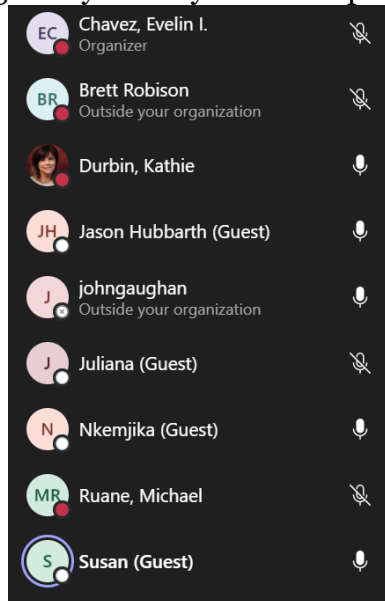 EC Chavez, Evelin I.
Organizer
BR Brett Robison
Outside your organization
Durbin, Kathie
JH Jason Hubbarth (Guest)
J johngaughan
Outside your organization
J Juliana (Guest)
N Nkemjika (Guest)
MR Ruane, Michael
S Susan (Guest)